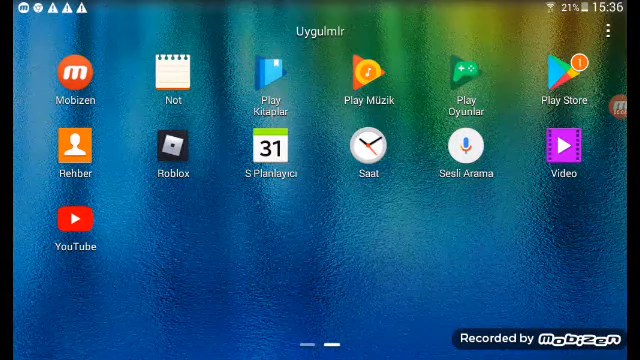 21% 15:36
Uygulmlr
1
Mobizen
Not
Play Kitaplar
Play Müzik
Play Oyunlar
Play Store
31
Rehber
Roblox
S Planlayıcı
Saat
Sesli Arama
Video
YouTube
Recorded by Mobizen